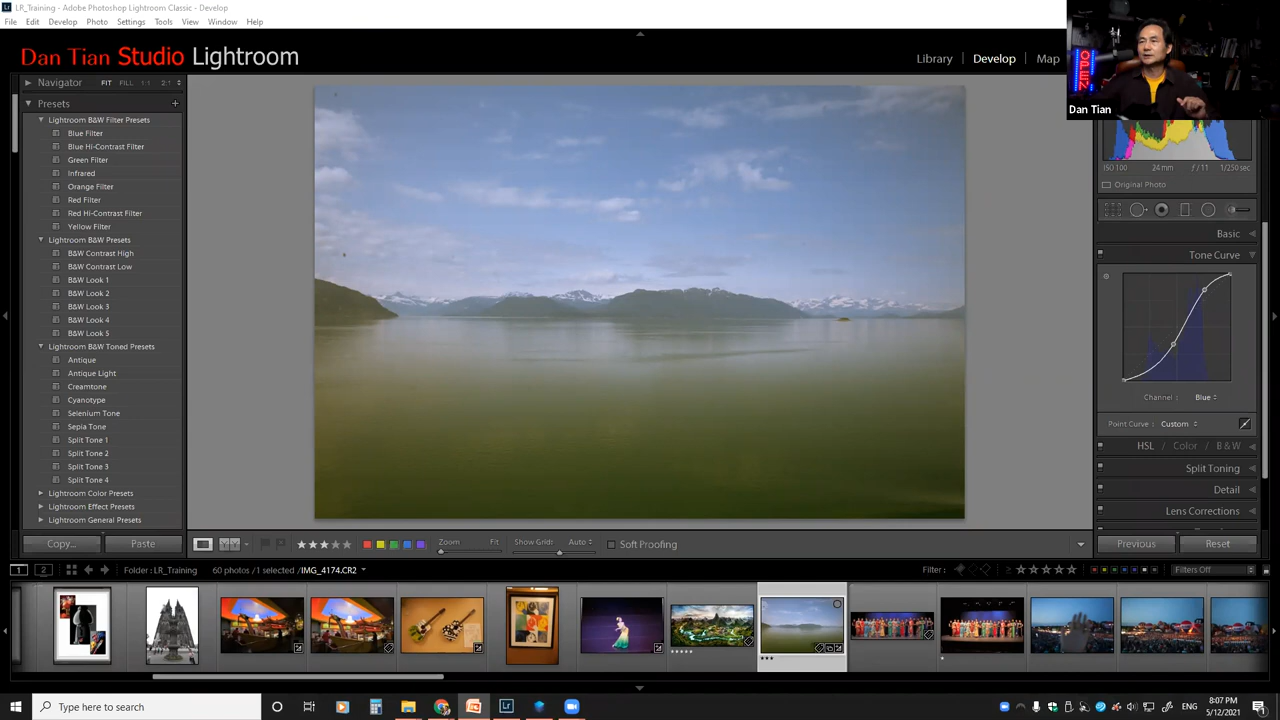 LR_Training - Adobe Photoshop Lightroom Classic - Develop
File Edit Develop Photo Settings Tools View Window Help
Dan Tian Studio Lightroom
Library Develop Map
OPEN
Dan Tian
Navigator FIT FILL 1:1 2:1
Presets +
Lightroom B&W Filter Presets
Blue Filter
Blue Hi-Contrast Filter
Green Filter
Infrared
Orange Filter
Red Filter
Red Hi-Contrast Filter
Yellow Filter
Lightroom B&W Presets
B&W Contrast High
B&W Contrast Low
B&W Look 1
B&W Look 2
B&W Look 3
B&W Look 4
B&W Look 5
Lightroom B&W Toned Presets
Antique
Antique Light
Creamtone
Cyanotype
Selenium Tone
Sepia Tone
Split Tone 1
Split Tone 2
Split Tone 3
Split Tone 4
Lightroom Color Presets
Lightroom Effect Presets
Lightroom General Presets
Copy... Paste
ISO 100 24 mm f / 11 1/250 sec
Original Photo
Basic
Tone Curve
Channel : Blue
Point Curve : Custom
HSL / Color / B & W
Split Toning
Detail
Lens Corrections
Previous Reset
Zoom Fit Show Grid: Auto Soft Proofing
1 2 Folder : LR_Training 60 photos /1 selected /IMG_4174.CR2 Filter : Filters Off
Type here to search
8:07 PM
5/12/2021